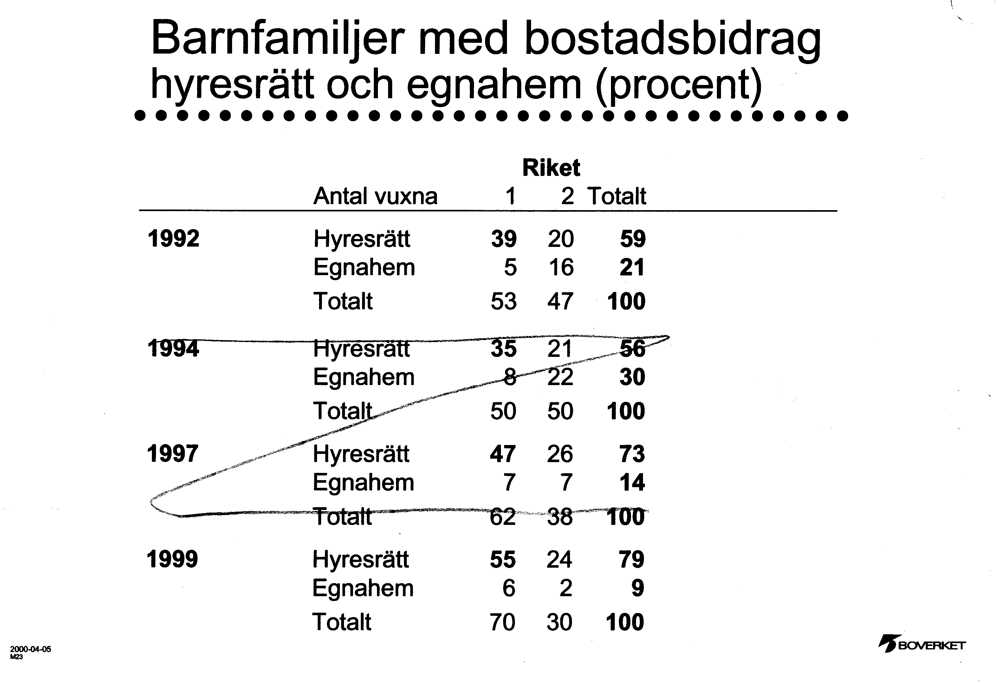 Barnfamiljer med bostadsbidrag
hyresrätt och egnahem (procent)
Riket
Antal vuxna 1 2 Totalt
1992 Hyresrätt 39 20 59
Egnahem 5 16 21
Totalt 53 47 100
1994 Hyresrätt 35 21 56
Egnahem 8 22 30
Totalt 50 50 100
1997 Hyresrätt 47 26 73
Egnahem 7 7 14
Totalt 62 38 100
1999 Hyresrätt 55 24 79
Egnahem 6 2 9
Totalt 70 30 100
2000-04-05
M23
BOVERKET